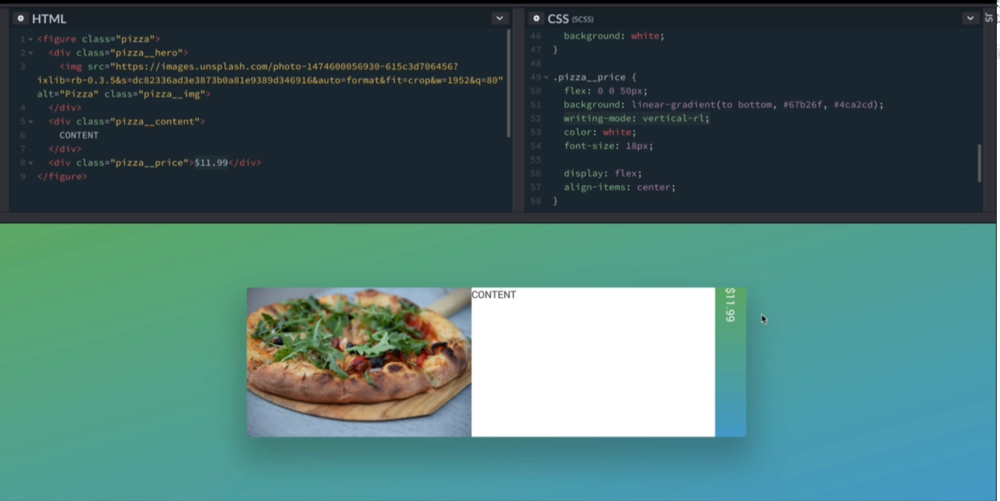 HTML
1 <figure class="pizza">
2 <div class="pizza__hero">
3 <img src="https://images.unsplash.com/photo-1474600056930-615c3d706456?
ixlib=rb-0.3.5&s=dc82336ad3e3873b0a81e9389d346916&auto=format&fit=crop&w=1952&q=80"
alt="Pizza" class="pizza__img">
4 </div>
5 <div class="pizza__content">
6 CONTENT
7 </div>
8 <div class="pizza__price">$11.99</div>
9 </figure>
CSS (SCSS)
46 background: white;
47 }
48
49 .pizza__price {
50 flex: 0 0 50px;
51 background: linear-gradient(to bottom, #67b26f, #4ca2cd);
52 writing-mode: vertical-rl;
53 color: white;
54 font-size: 18px;
55
56 display: flex;
57 align-items: center;
58 }
JS
CONTENT
$11.99